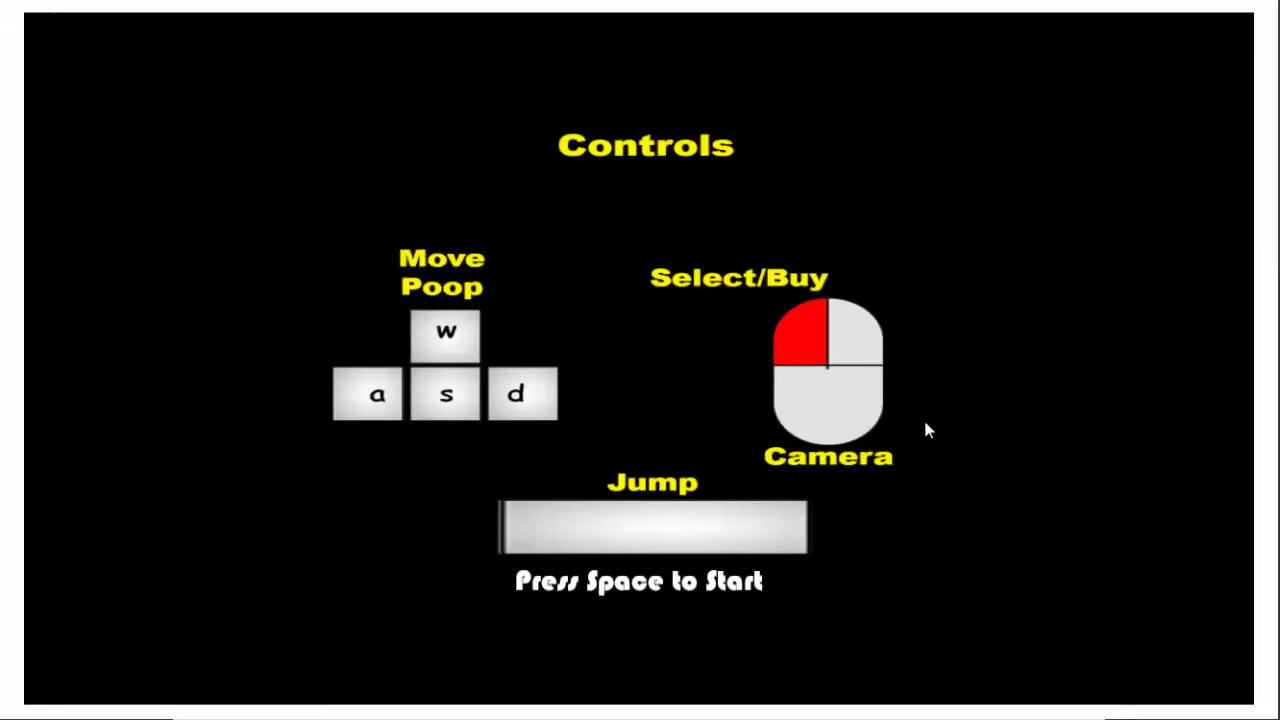 Controls
Move
Poop
w
a s d
Select/Buy
Camera
Jump
Press Space to Start